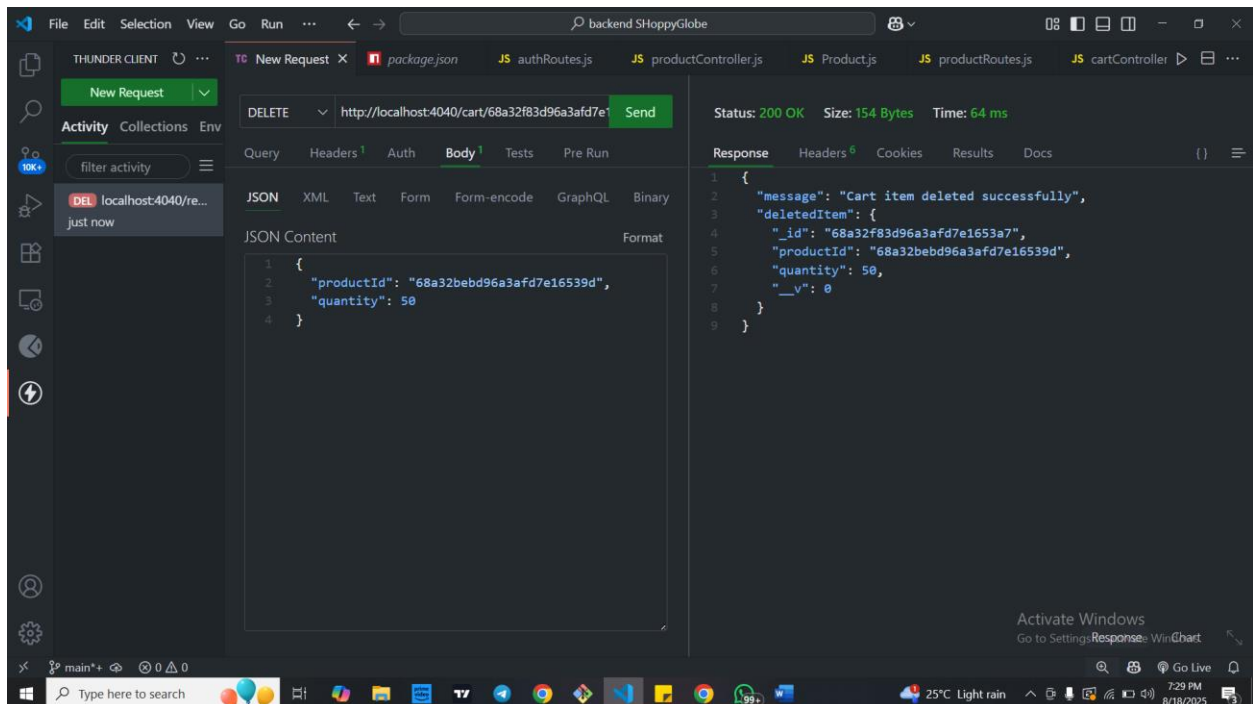 File Edit Selection View Go Run ··· backend SHoppyGlobe
THUNDER CLIENT ···
TC New Request package.json JS authRoutes.js JS productController.js JS Product.js JS productRoutes.js JS cartController ···
New Request
Activity Collections Env
filter activity
DEL localhost:4040/re...
just now
10K+
DELETE http://localhost:4040/cart/68a32f83d96a3afd7e1 Send
Query Headers 1 Auth Body 1 Tests Pre Run
JSON XML Text Form Form-encode GraphQL Binary
JSON Content Format
1 {
2 "productId": "68a32bebd96a3afd7e16539d",
3 "quantity": 50
4 }
Status: 200 OK Size: 154 Bytes Time: 64 ms
Response Headers 6 Cookies Results Docs {}
1 {
2 "message": "Cart item deleted successfully",
3 "deletedItem": {
4 "_id": "68a32f83d96a3afd7e1653a7",
5 "productId": "68a32bebd96a3afd7e16539d",
6 "quantity": 50,
7 "__v": 0
8 }
9 }
Activate Windows
Go to Settings Response Chart
main*+ 0 0 Go Live
Type here to search 99+ 25°C Light rain 7:29 PM
8/18/2025 3